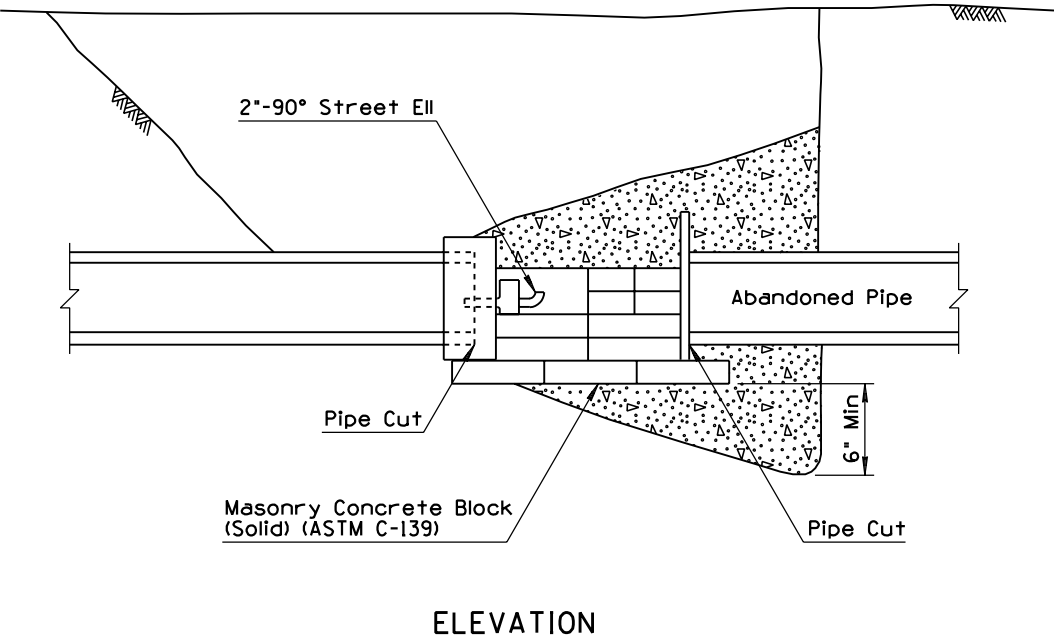 2"-90° Street Ell
Abandoned Pipe
Pipe Cut
6" Min
Masonry Concrete Block
(Solid) (ASTM C-139)
Pipe Cut
ELEVATION